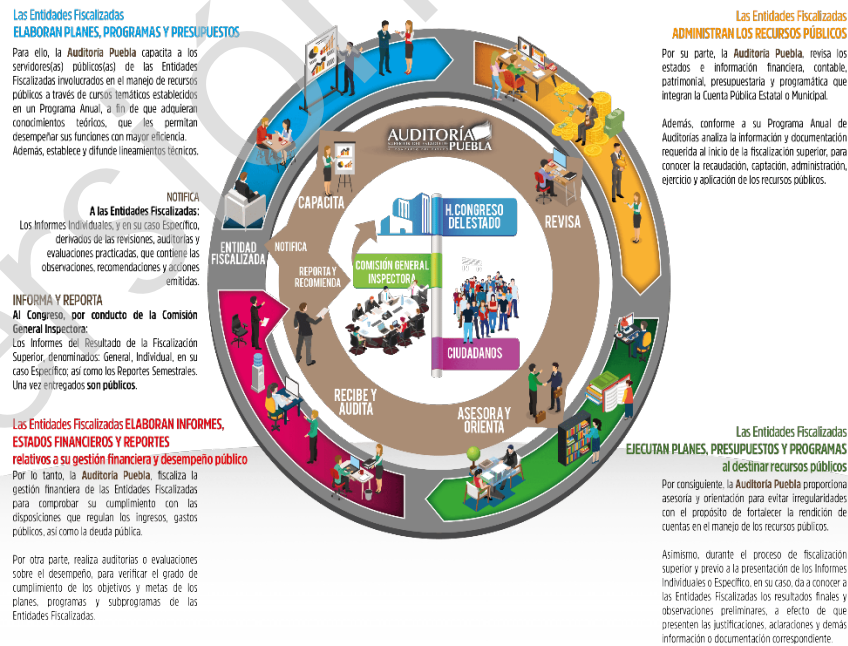 Las Entidades Fiscalizadas
ELABORAN PLANES, PROGRAMAS Y PRESUPUESTOS
Para ello, la Auditoría Puebla capacita a los
servidores(as) públicos(as) de las Entidades
Fiscalizadas involucrados en el manejo de recursos
públicos a través de cursos temáticos establecidos
en un Programa Anual, a fin de que adquieran
conocimientos teóricos, que les permitan
desempeñar sus funciones con mayor eficiencia.
Además, establece y difunde lineamientos técnicos.
NOTIFICA
A las Entidades Fiscalizadas:
Los Informes Individuales, y en su caso Específico,
derivados de las revisiones, auditorías y
evaluaciones practicadas, que contiene las
observaciones, recomendaciones y acciones
emitidas.
INFORMA Y REPORTA
Al Congreso, por conducto de la Comisión
General Inspectora:
Los Informes del Resultado de la Fiscalización
Superior, denominados: General, Individual, en su
caso Específico; así como los Reportes Semestrales.
Una vez entregados son públicos.
Las Entidades Fiscalizadas ELABORAN INFORMES,
ESTADOS FINANCIEROS Y REPORTES
relativos a su gestión financiera y desempeño público
Por lo tanto, la Auditoría Puebla, fiscaliza la
gestión financiera de las Entidades Fiscalizadas
para comprobar su cumplimiento con las
disposiciones que regulan los ingresos, gastos
públicos, así como la deuda pública.
Por otra parte, realiza auditorías o evaluaciones
sobre el desempeño, para verificar el grado de
cumplimiento de los objetivos y metas de los
planes, programas y subprogramas de las
Entidades Fiscalizadas.
AUDITORÍA
PUEBLA
CAPACITA
REVISA
ENTIDAD
FISCALIZADA
NOTIFICA
REPORTA Y
RECOMIENDA
H. CONGRESO
DEL ESTADO
COMISIÓN GENERAL
INSPECTORA
CIUDADANOS
RECIBE Y
AUDITA
ASESORA Y
ORIENTA
Las Entidades Fiscalizadas
ADMINISTRAN LOS RECURSOS PÚBLICOS
Por su parte, la Auditoría Puebla, revisa los
estados e información financiera, contable,
patrimonial, presupuestaria y programática que
integran la Cuenta Pública Estatal o Municipal.
Además, conforme a su Programa Anual de
Auditorías analiza la información y documentación
requerida al inicio de la fiscalización superior, para
conocer la recaudación, captación, administración,
ejercicio y aplicación de los recursos públicos.
Las Entidades Fiscalizadas
EJECUTAN PLANES, PRESUPUESTOS Y PROGRAMAS
al destinar recursos públicos
Por consiguiente, la Auditoría Puebla proporciona
asesoría y orientación para evitar irregularidades
con el propósito de fortalecer la rendición de
cuentas en el manejo de los recursos públicos.
Asimismo, durante el proceso de fiscalización
superior y previo a la presentación de los Informes
Individuales o Específico, en su caso, da a conocer a
las Entidades Fiscalizadas los resultados finales y
observaciones preliminares, a efecto de que
presenten las justificaciones, aclaraciones y demás
información o documentación correspondiente.